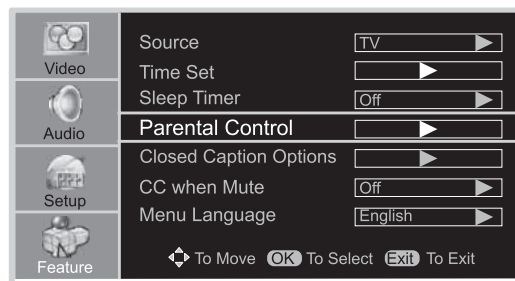 Video
Audio
Setup
Feature
Source TV
Time Set
Sleep Timer Off
Parental Control
Closed Caption Options
CC when Mute Off
Menu Language English
To Move OK To Select Exit To Exit